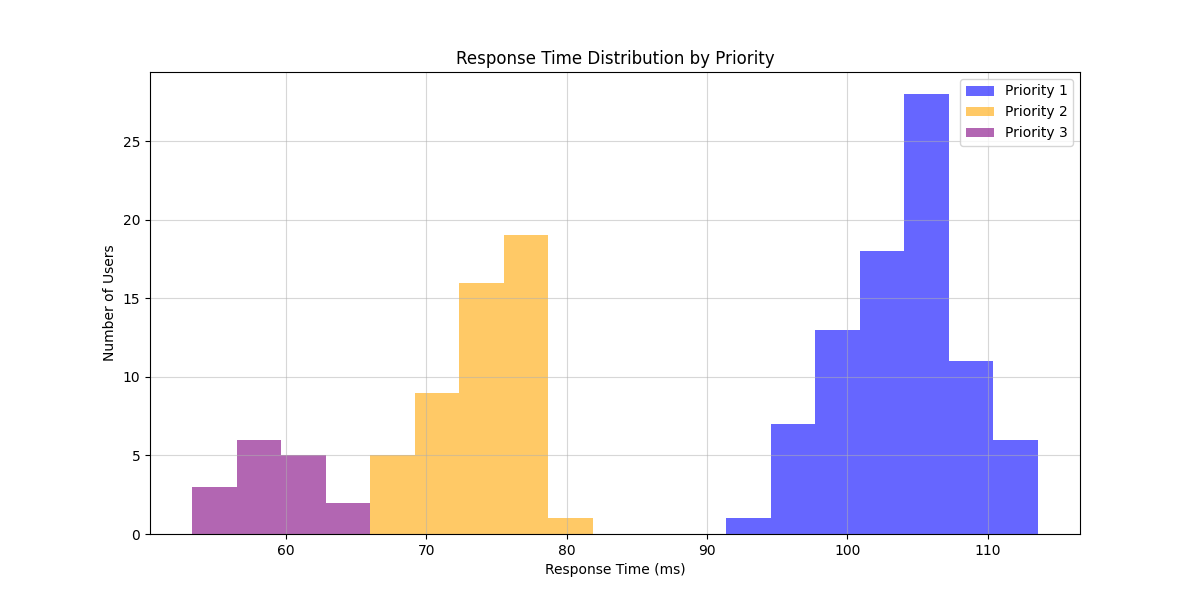 Response Time Distribution by Priority
Priority 1
Priority 2
Priority 3
Number of Users
25
20
15
10
5
0
60 70 80 90 100 110
Response Time (ms)